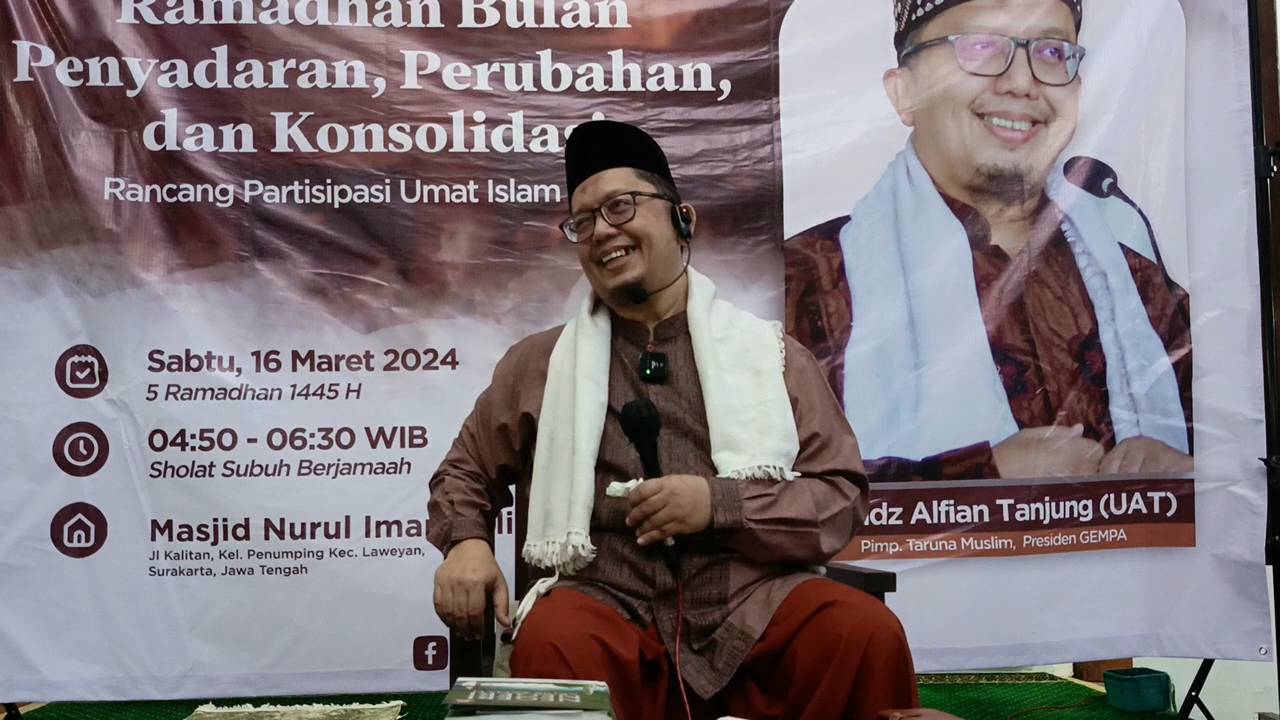 Ramadhan Bulan
Penyadaran, Perubahan,
dan Konsolidasi
Rancang Partisipasi Umat Islam
Sabtu, 16 Maret 2024
5 Ramadhan 1445 H
04:50 - 06:30 WIB
Sholat Subuh Berjamaah
Masjid Nurul Iman
Jl Kalitan, Kel. Penumping Kec. Laweyan,
Surakarta, Jawa Tengah
dz Alfian Tanjung (UAT)
Pimp. Taruna Muslim, Presiden GEMPA